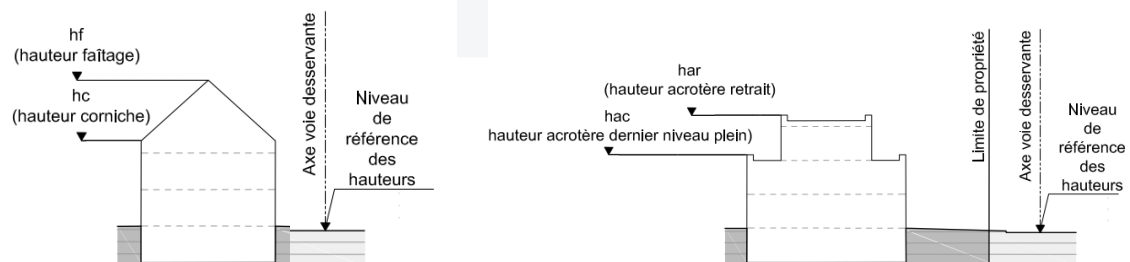 hf
(hauteur faîtage)
hc
(hauteur corniche)
Axe voie desservante
Niveau
de
référence
des
hauteurs
har
(hauteur acrotère retrait)
hac
hauteur acrotère dernier niveau plein)
Limite de propriété
Axe voie desservante
Niveau
de
référence
des
hauteurs